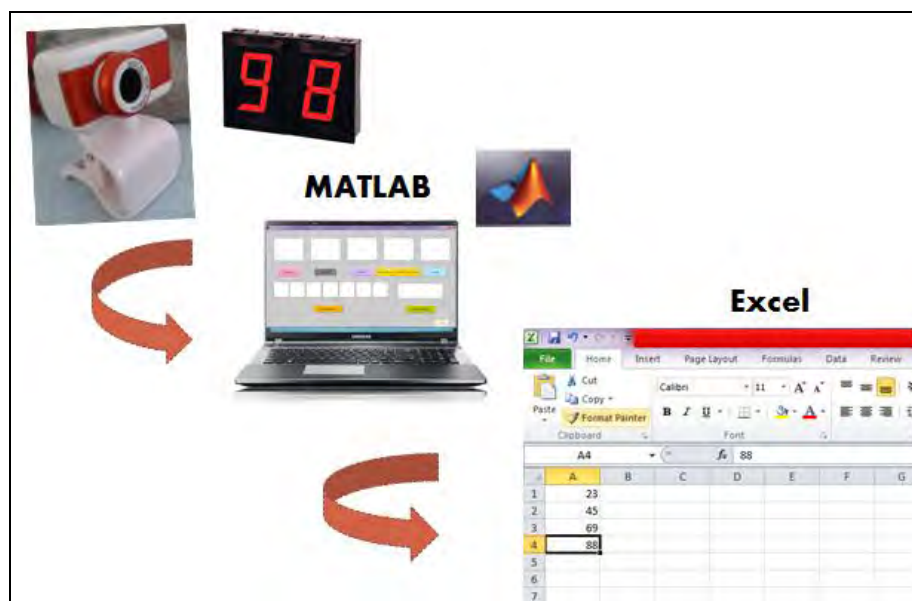 98
MATLAB
Excel
File Home Insert Page Layout Formulas Data Review
Cut
Copy
Paste
Format Painter
Calibri 11 A A
B I U A
Clipboard Font
A4 fx 88
A B C D E F G
1 23
2 45
3 69
4 88
5
6
7